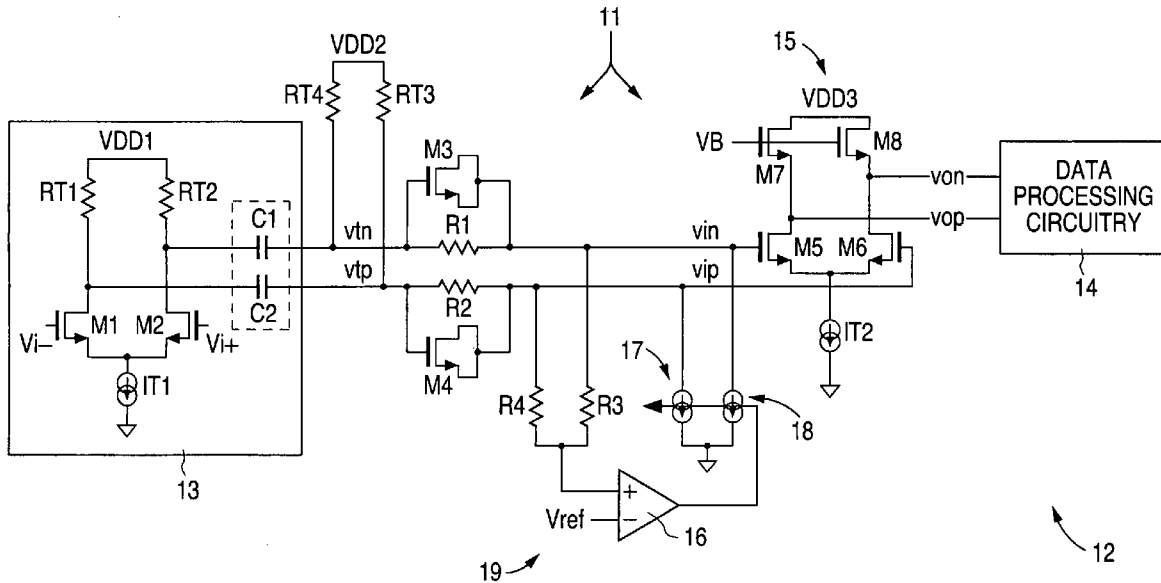 11
15
VDD2
RT4
RT3
VDD3
VDD1
VB
M8
M7
M3
RT1
RT2
C1
von
DATA
PROCESSING
CIRCUITRY
vtn
R1
vin
vop
M5
M6
vtp
R2
vip
14
C2
M1
M2
Vi–
Vi+
M4
IT2
17
IT1
R4
R3
18
13
+
Vref
–
16
19
12